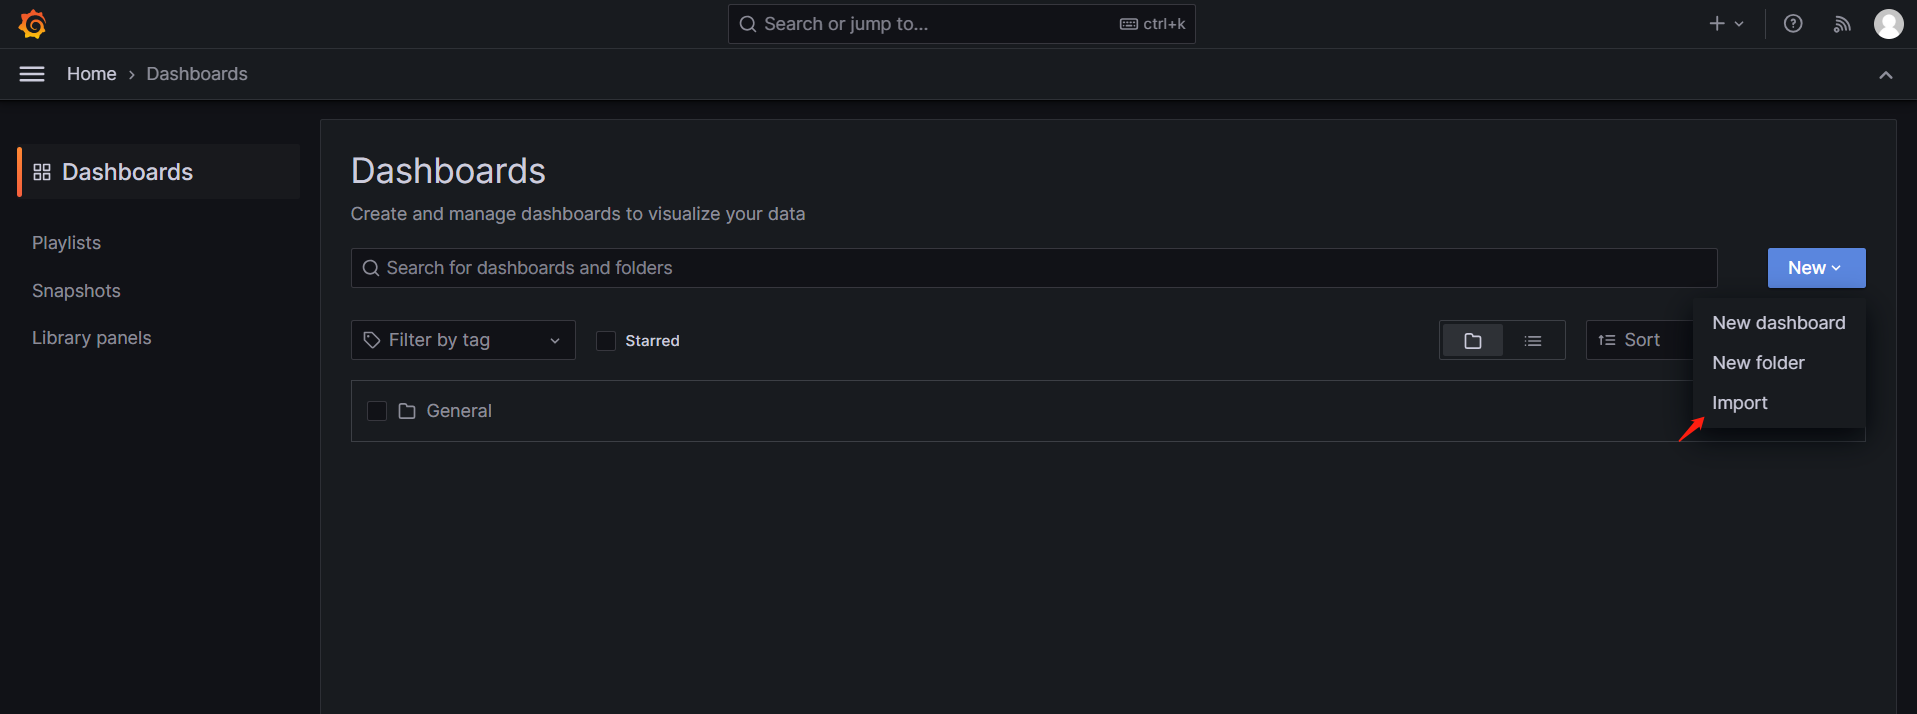 Search or jump to...
ctrl+k
Home › Dashboards
Dashboards
Playlists
Snapshots
Library panels
Dashboards
Create and manage dashboards to visualize your data
Search for dashboards and folders
New
Filter by tag
Starred
Sort
New dashboard
New folder
Import
General